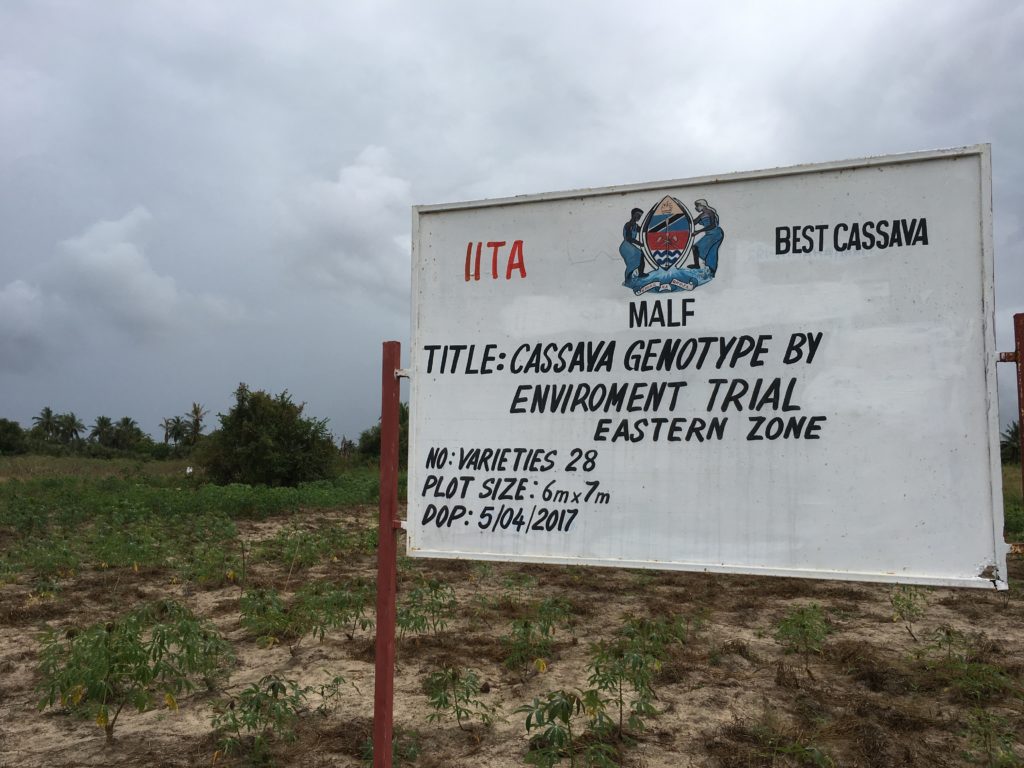 IITA
BEST CASSAVA
MALF
TITLE: CASSAVA GENOTYPE BY
ENVIROMENT TRIAL
EASTERN ZONE
NO: VARIETIES 28
PLOT SIZE: 6m x 7m
DOP: 5/04/2017